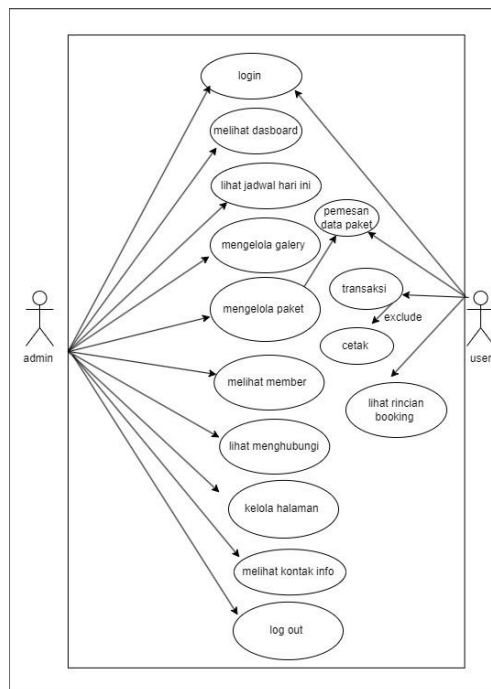 login
melihat dasboard
lihat jadwal hari ini
pemesan
data paket
mengelola galery
transaksi
mengelola paket
exclude
admin
cetak
user
melihat member
lihat rincian
booking
lihat menghubungi
kelola halaman
melihat kontak info
log out